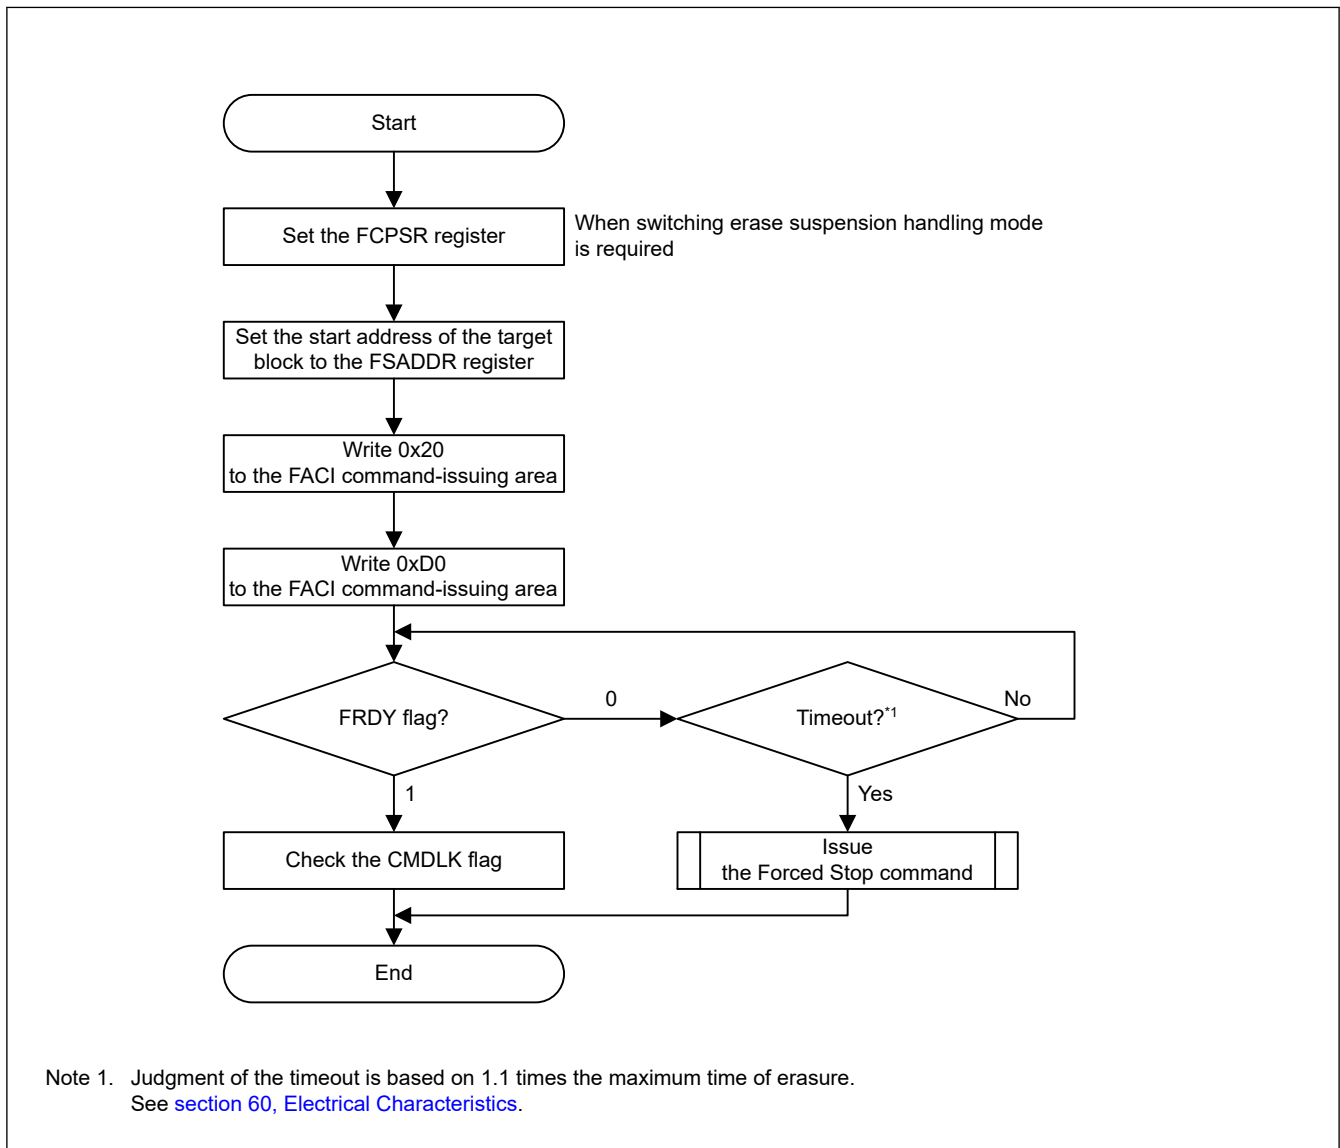 Start
Set the FCPSR register
When switching erase suspension handling mode
is required
Set the start address of the target
block to the FSADDR register
Write 0x20
to the FACI command-issuing area
Write 0xD0
to the FACI command-issuing area
FRDY flag?
0
Timeout?*1
No
1
Yes
Check the CMDLK flag
Issue
the Forced Stop command
End
Note 1. Judgment of the timeout is based on 1.1 times the maximum time of erasure.
See section 60, Electrical Characteristics.